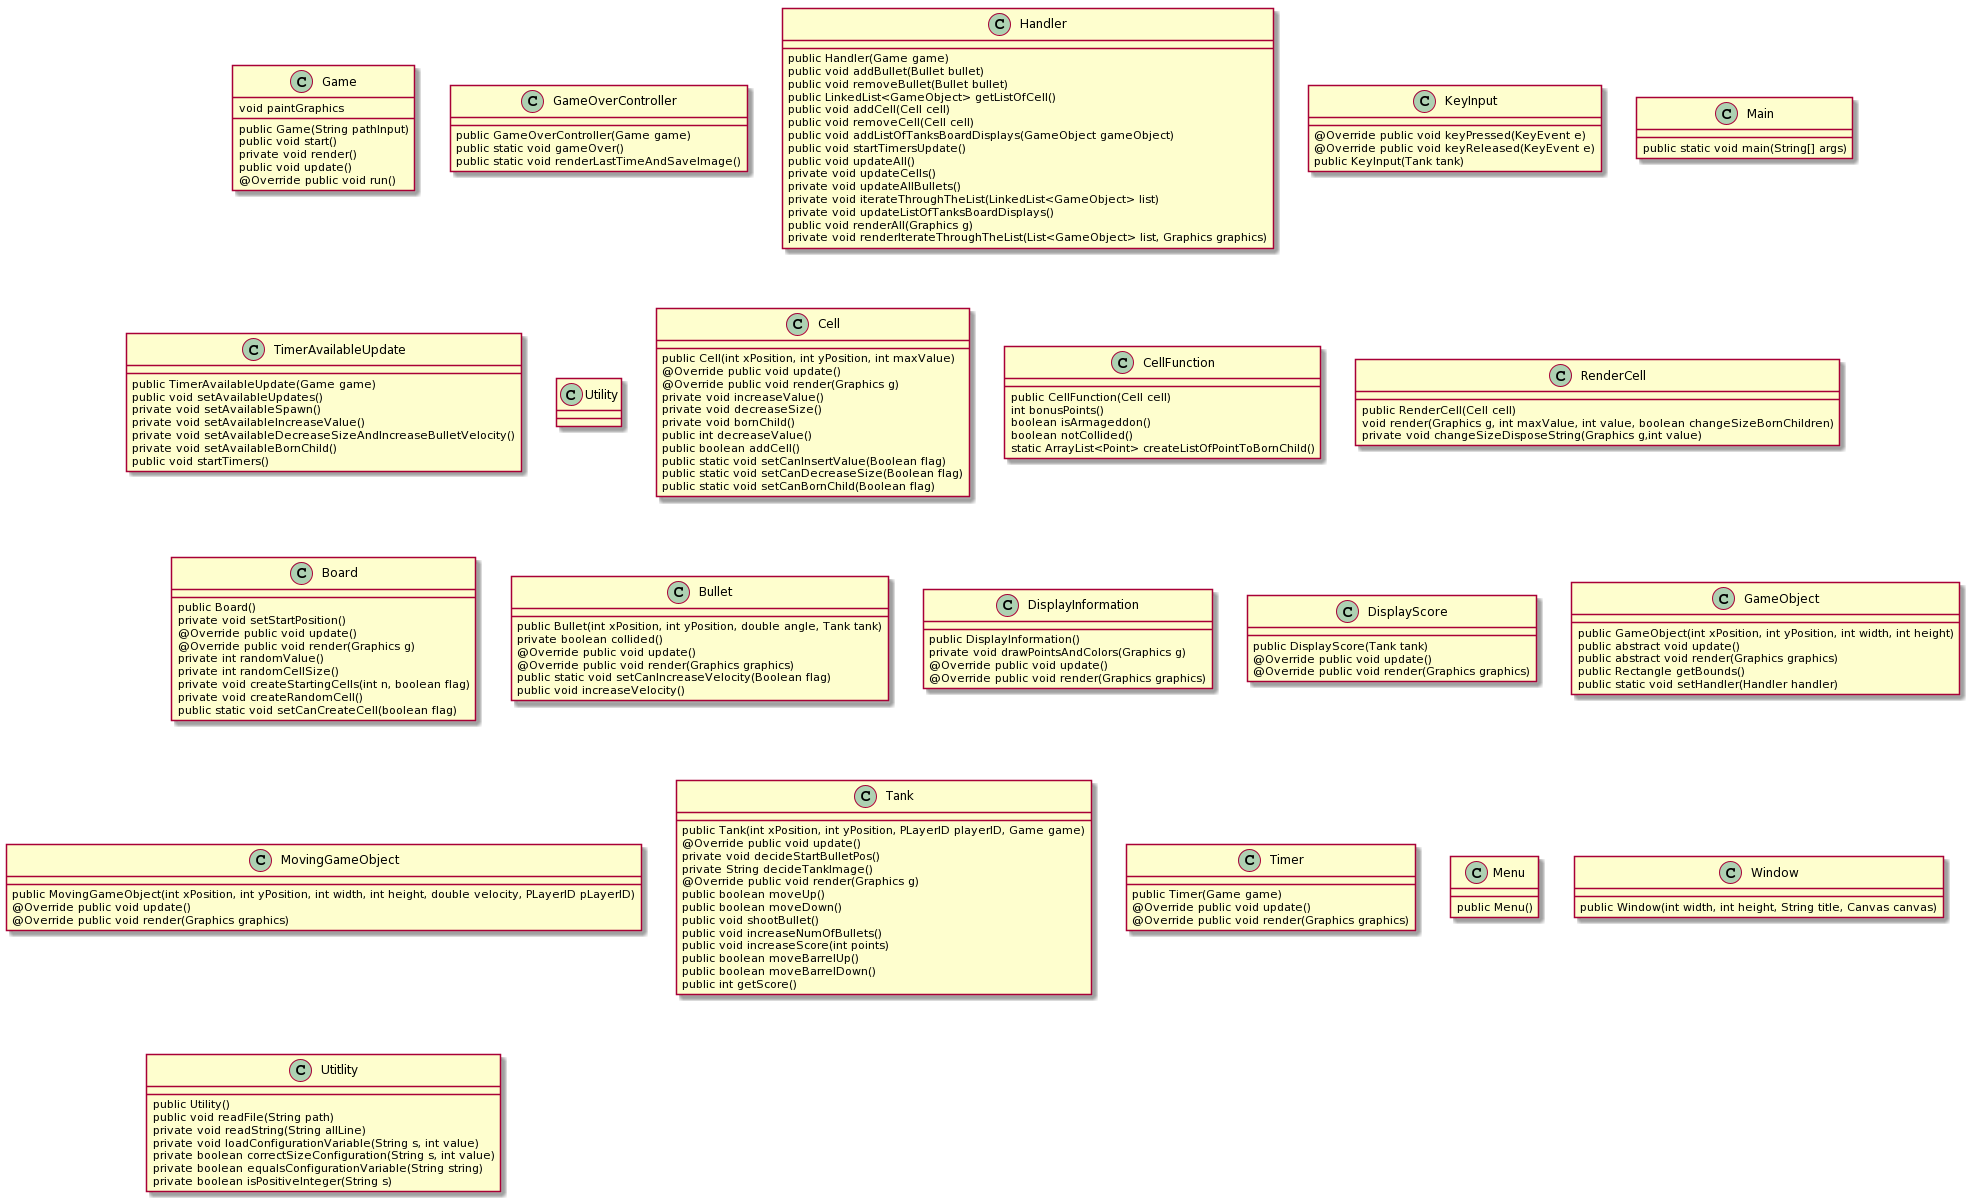 C Game
void paintGraphics
public Game(String pathInput)
public void start()
private void render()
public void update()
@Override public void run()
C GameOverController
public GameOverController(Game game)
public static void gameOver()
public static void renderLastTimeAndSaveImage()
C Handler
public Handler(Game game)
public void addBullet(Bullet bullet)
public void removeBullet(Bullet bullet)
public LinkedList<GameObject> getListOfCell()
public void addCell(Cell cell)
public void removeCell(Cell cell)
public void addListOfTanksBoardDisplays(GameObject gameObject)
public void startTimersUpdate()
public void updateAll()
private void updateCells()
private void updateAllBullets()
private void iterateThroughTheList(LinkedList<GameObject> list)
private void updateListOfTanksBoardDisplays()
public void renderAll(Graphics g)
private void renderIterateThroughTheList(List<GameObject> list, Graphics graphics)
C KeyInput
@Override public void keyPressed(KeyEvent e)
@Override public void keyReleased(KeyEvent e)
public KeyInput(Tank tank)
C Main
public static void main(String[] args)
C TimerAvailableUpdate
public TimerAvailableUpdate(Game game)
public void setAvailableUpdates()
private void setAvailableSpawn()
private void setAvailableIncreaseValue()
private void setAvailableDecreaseSizeAndIncreaseBulletVelocity()
private void setAvailableBornChild()
public void startTimers()
C Utility
C Cell
public Cell(int xPosition, int yPosition, int maxValue)
@Override public void update()
@Override public void render(Graphics g)
private void increaseValue()
private void decreaseSize()
private void bornChild()
public int decreaseValue()
public boolean addCell()
public static void setCanInsertValue(Boolean flag)
public static void setCanDecreaseSize(Boolean flag)
public static void setCanBornChild(Boolean flag)
C CellFunction
public CellFunction(Cell cell)
int bonusPoints()
boolean isArmageddon()
boolean notCollided()
static ArrayList<Point> createListOfPointToBornChild()
C RenderCell
public RenderCell(Cell cell)
void render(Graphics g, int maxValue, int value, boolean changeSizeBornChildren)
private void changeSizeDisposeString(Graphics g,int value)
C Board
public Board()
private void setStartPosition()
@Override public void update()
@Override public void render(Graphics g)
private int randomValue()
private int randomCellSize()
private void createStartingCells(int n, boolean flag)
private void createRandomCell()
public static void setCanCreateCell(boolean flag)
C Bullet
public Bullet(int xPosition, int yPosition, double angle, Tank tank)
private boolean collided()
@Override public void update()
@Override public void render(Graphics graphics)
public static void setCanIncreaseVelocity(Boolean flag)
public void increaseVelocity()
C DisplayInformation
public DisplayInformation()
private void drawPointsAndColors(Graphics g)
@Override public void update()
@Override public void render(Graphics graphics)
C DisplayScore
public DisplayScore(Tank tank)
@Override public void update()
@Override public void render(Graphics graphics)
C GameObject
public GameObject(int xPosition, int yPosition, int width, int height)
public abstract void update()
public abstract void render(Graphics graphics)
public Rectangle getBounds()
public static void setHandler(Handler handler)
C MovingGameObject
public MovingGameObject(int xPosition, int yPosition, int width, int height, double velocity, PLayerID pLayerID)
@Override public void update()
@Override public void render(Graphics graphics)
C Tank
public Tank(int xPosition, int yPosition, PLayerID playerID, Game game)
@Override public void update()
private void decideStartBulletPos()
private String decideTankImage()
@Override public void render(Graphics g)
public boolean moveUp()
public boolean moveDown()
public void shootBullet()
public void increaseNumOfBullets()
public void increaseScore(int points)
public boolean moveBarrelUp()
public boolean moveBarrelDown()
public int getScore()
C Timer
public Timer(Game game)
@Override public void update()
@Override public void render(Graphics graphics)
C Menu
public Menu()
C Window
public Window(int width, int height, String title, Canvas canvas)
C Utitlity
public Utility()
public void readFile(String path)
private void readString(String allLine)
private void loadConfigurationVariable(String s, int value)
private boolean correctSizeConfiguration(String s, int value)
private boolean equalsConfigurationVariable(String string)
private boolean isPositiveInteger(String s)